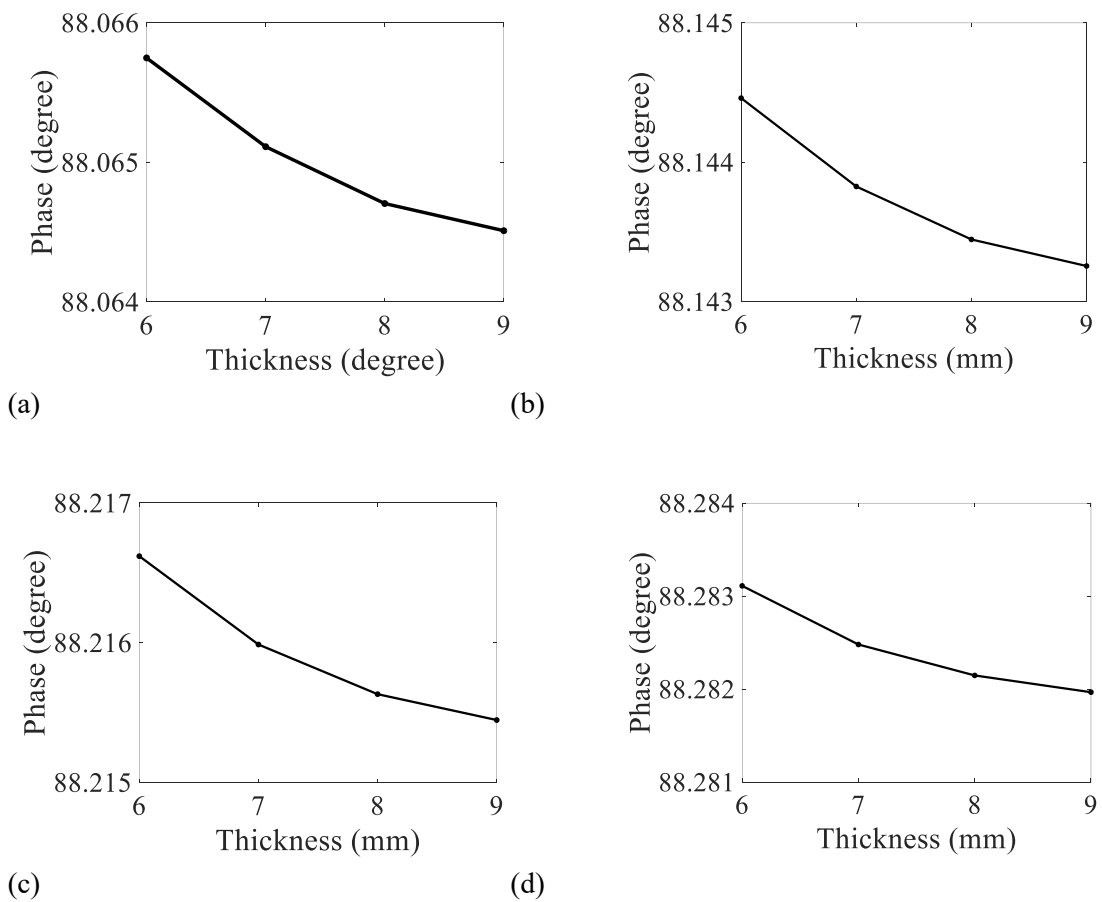 88.066
88.065
88.064
Phase (degree)
6 7 8 9
Thickness (degree)
(a)
88.145
88.144
88.143
Phase (degree)
6 7 8 9
Thickness (mm)
(b)
88.217
88.216
88.215
Phase (degree)
6 7 8 9
Thickness (mm)
(c)
88.284
88.283
88.282
88.281
Phase (degree)
6 7 8 9
Thickness (mm)
(d)